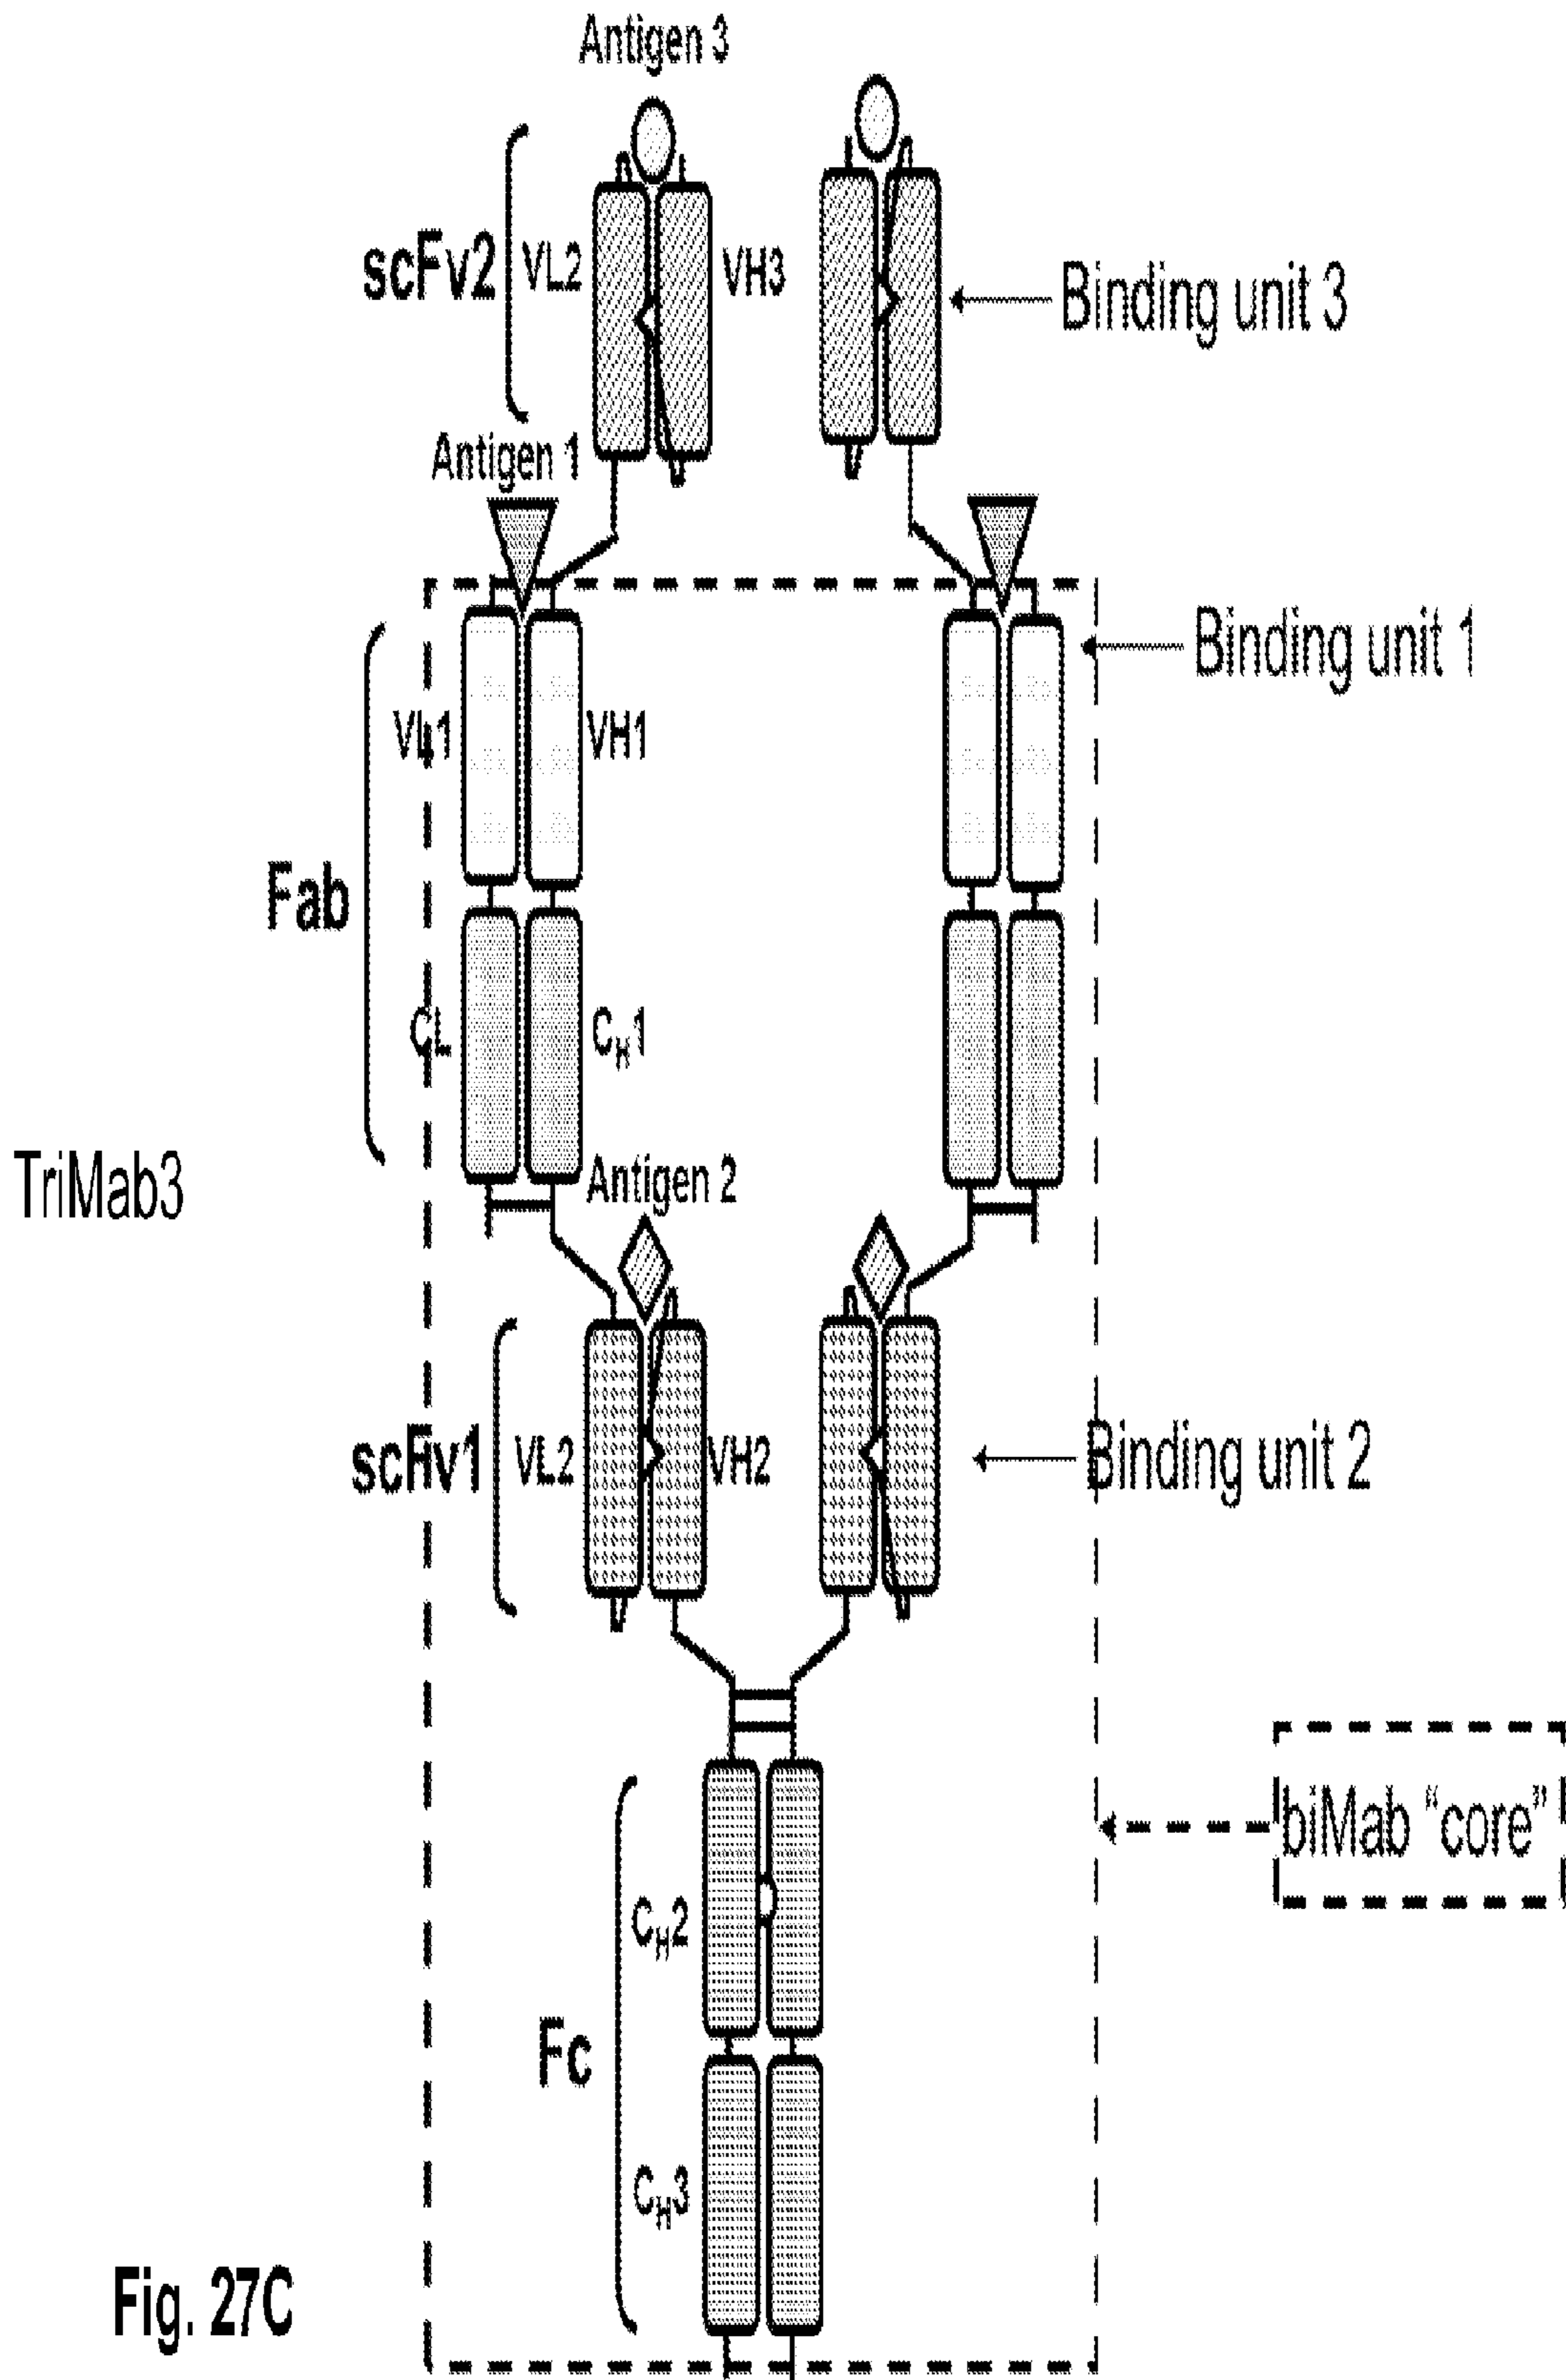 Antigen 3
scFv2
VL2
VH3
Binding unit 3
Antigen 1
Binding unit 1
VL1
VH1
Fab
CL
CH1
TriMab3
Antigen 2
scFv1
VL2
VH2
Binding unit 2
biMab “core”
CH2
Fc
CH3
Fig. 27C